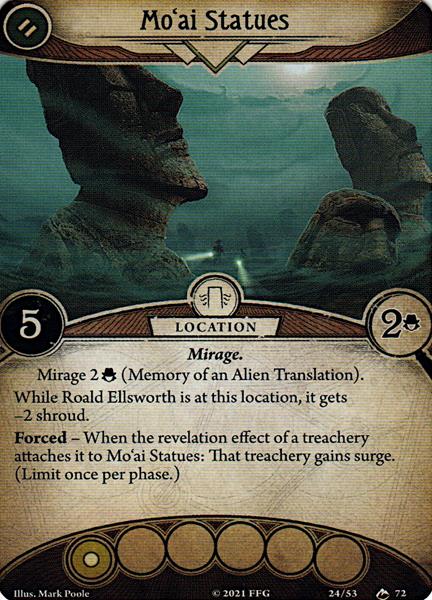 Mo‘ai Statues
5
LOCATION
2
Mirage.
Mirage 2 (Memory of an Alien Translation).
While Roald Ellsworth is at this location, it gets
–2 shroud.
Forced – When the revelation effect of a treachery
attaches it to Mo‘ai Statues: That treachery gains surge.
(Limit once per phase.)
Illus. Mark Poole
© 2021 FFG
24/53
72